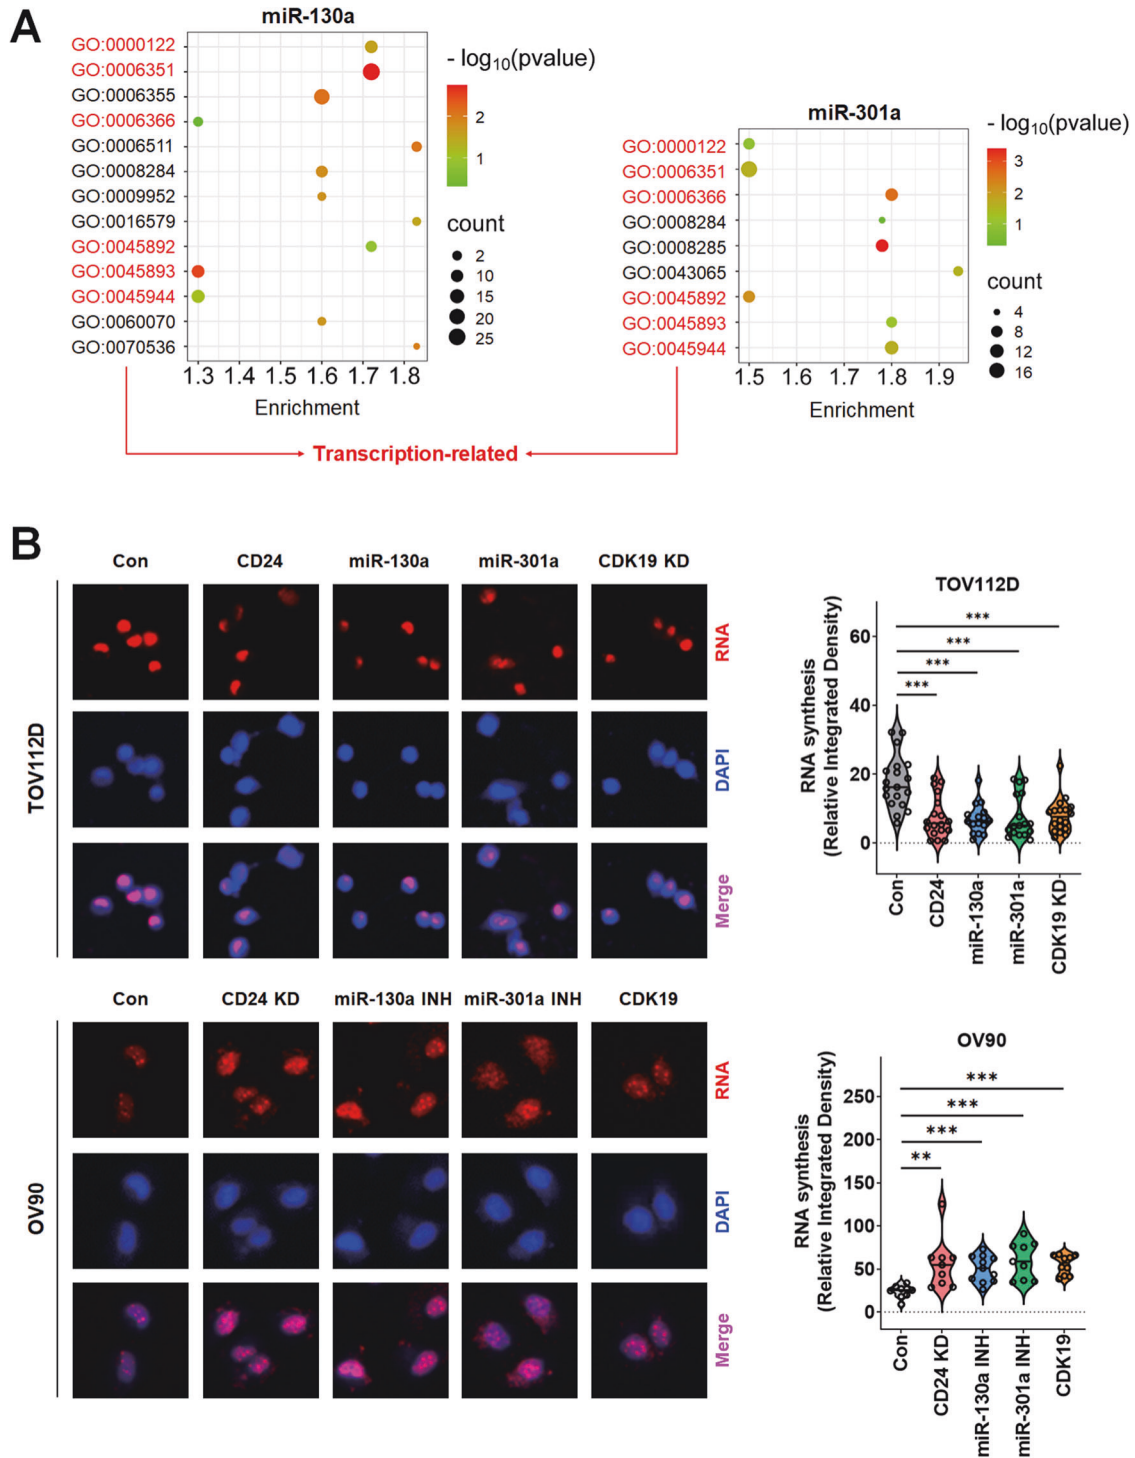 A
miR-130a
GO:0000122
GO:0006351
GO:0006355
GO:0006366
GO:0006511
GO:0008284
GO:0009952
GO:0016579
GO:0045892
GO:0045893
GO:0045944
GO:0060070
GO:0070536
1.3 1.4 1.5 1.6 1.7 1.8
Enrichment
- log10(pvalue)
2
1
count
2
10
15
20
25
miR-301a
GO:0000122
GO:0006351
GO:0006366
GO:0008284
GO:0008285
GO:0043065
GO:0045892
GO:0045893
GO:0045944
1.5 1.6 1.7 1.8 1.9
Enrichment
- log10(pvalue)
3
2
1
count
4
8
12
16
Transcription-related
B
Con CD24 miR-130a miR-301a CDK19 KD
TOV112D
RNA
DAPI
Merge
TOV112D
RNA synthesis
(Relative Integrated Density)
60
40
20
0
***
***
***
***
Con
CD24
miR-130a
miR-301a
CDK19 KD
Con CD24 KD miR-130a INH miR-301a INH CDK19
OV90
RNA
DAPI
Merge
OV90
RNA synthesis
(Relative Integrated Density)
250
200
150
100
50
0
***
***
***
**
Con
CD24 KD
miR-130a INH
miR-301a INH
CDK19